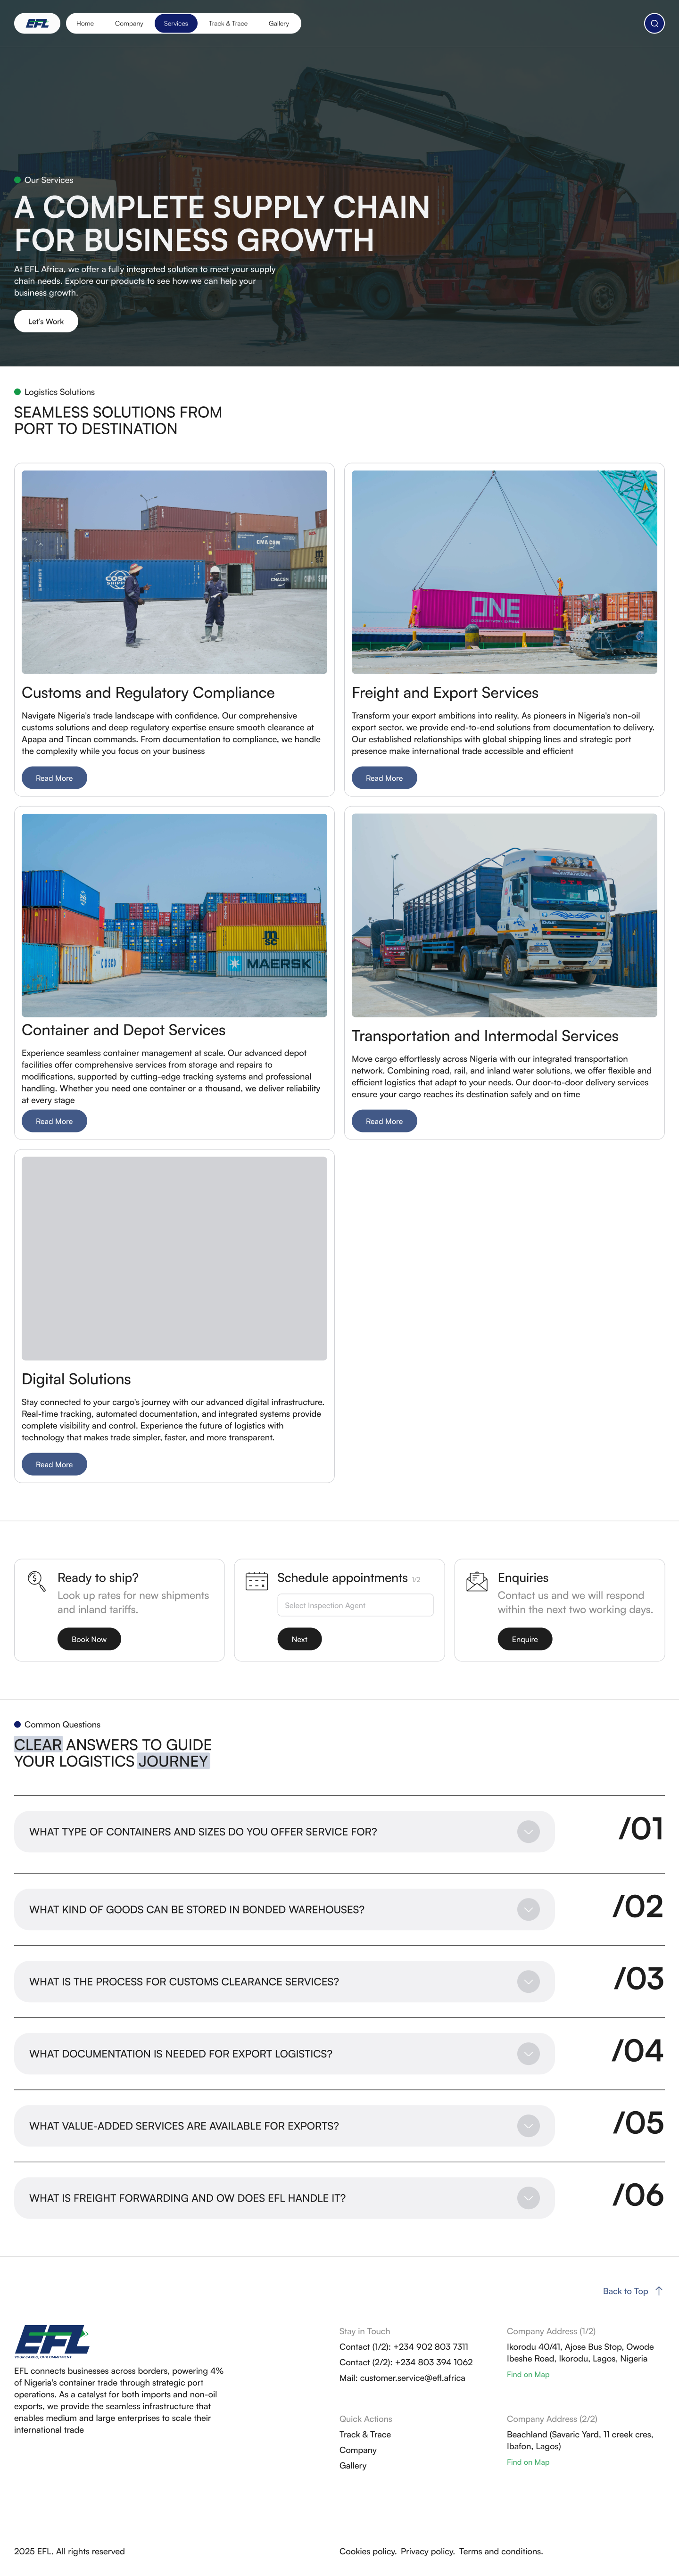 EFL
Home
Company
Services
Track & Trace
Gallery
Our Services
A COMPLETE SUPPLY CHAIN
FOR BUSINESS GROWTH
At EFL Africa, we offer a fully integrated solution to meet your supply
chain needs. Explore our products to see how we can help your
business growth.
Let's Work
Logistics Solutions
SEAMLESS SOLUTIONS FROM
PORT TO DESTINATION
COSCO
SHIPPING
CMA CGM
Customs and Regulatory Compliance
Navigate Nigeria's trade landscape with confidence. Our comprehensive
customs solutions and deep regulatory expertise ensure smooth clearance at
Apapa and Tincan commands. From documentation to compliance, we handle
the complexity while you focus on your business
Read More
ONE
Freight and Export Services
Transform your export ambitions into reality. As pioneers in Nigeria's non-oil
export sector, we provide end-to-end solutions from documentation to delivery.
Our established relationships with global shipping lines and strategic port
presence make international trade accessible and efficient
Read More
msc
MAERSK
COSCO
Container and Depot Services
Experience seamless container management at scale. Our advanced depot
facilities offer comprehensive services from storage and repairs to
modifications, supported by cutting-edge tracking systems and professional
handling. Whether you need one container or a thousand, we deliver reliability
at every stage
Read More
Transportation and Intermodal Services
Move cargo effortlessly across Nigeria with our integrated transportation
network. Combining road, rail, and inland water solutions, we offer flexible and
efficient logistics that adapt to your needs. Our door-to-door delivery services
ensure your cargo reaches its destination safely and on time
Read More
Digital Solutions
Stay connected to your cargo's journey with our advanced digital infrastructure.
Real-time tracking, automated documentation, and integrated systems provide
complete visibility and control. Experience the future of logistics with
technology that makes trade simpler, faster, and more transparent.
Read More
Ready to ship?
Look up rates for new shipments
and inland tariffs.
Book Now
Schedule appointments 1/2
Select Inspection Agent
Next
Enquiries
Contact us and we will respond
within the next two working days.
Enquire
Common Questions
CLEAR ANSWERS TO GUIDE
YOUR LOGISTICS JOURNEY
WHAT TYPE OF CONTAINERS AND SIZES DO YOU OFFER SERVICE FOR?
/01
WHAT KIND OF GOODS CAN BE STORED IN BONDED WAREHOUSES?
/02
WHAT IS THE PROCESS FOR CUSTOMS CLEARANCE SERVICES?
/03
WHAT DOCUMENTATION IS NEEDED FOR EXPORT LOGISTICS?
/04
WHAT VALUE-ADDED SERVICES ARE AVAILABLE FOR EXPORTS?
/05
WHAT IS FREIGHT FORWARDING AND OW DOES EFL HANDLE IT?
/06
Back to Top
EFL
YOUR CARGO, OUR COMMITMENT
EFL connects businesses across borders, powering 4%
of Nigeria's container trade through strategic port
operations. As a catalyst for both imports and non-oil
exports, we provide the seamless infrastructure that
enables medium and large enterprises to scale their
international trade
Stay in Touch
Contact (1/2): +234 902 803 7311
Contact (2/2): +234 803 394 1062
Mail: customer.service@efl.africa
Company Address (1/2)
Ikorodu 40/41, Ajose Bus Stop, Owode
Ibeshe Road, Ikorodu, Lagos, Nigeria
Find on Map
Quick Actions
Track & Trace
Company
Gallery
Company Address (2/2)
Beachland (Savaric Yard, 11 creek cres,
Ibafon, Lagos)
Find on Map
2025 EFL. All rights reserved
Cookies policy. Privacy policy. Terms and conditions.